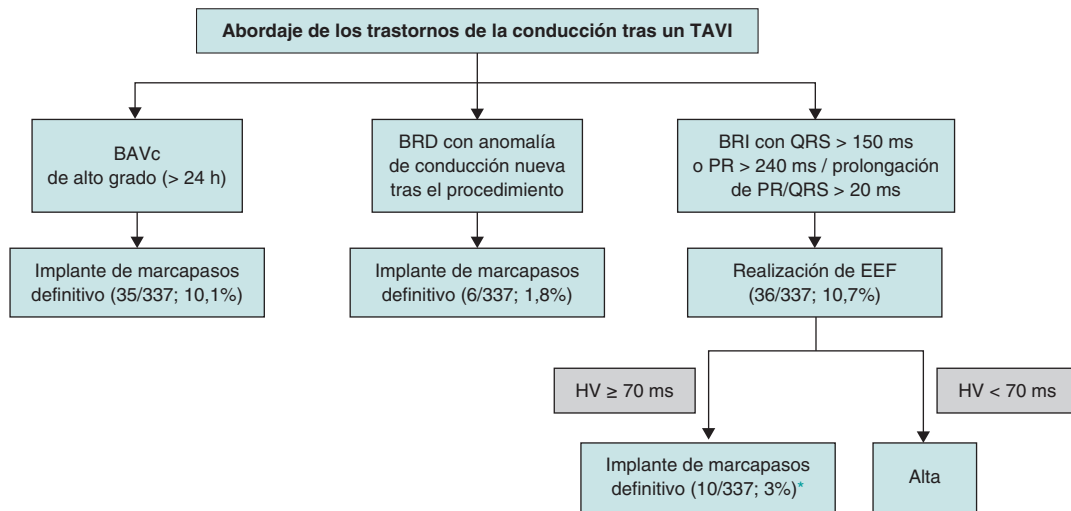 Abordaje de los trastornos de la conducción tras un TAVI
BAVc
de alto grado (> 24 h)
BRD con anomalía
de conducción nueva
tras el procedimiento
BRI con QRS > 150 ms
o PR > 240 ms / prolongación
de PR/QRS > 20 ms
Implante de marcapasos
definitivo (35/337; 10,1%)
Implante de marcapasos
definitivo (6/337; 1,8%)
Realización de EEF
(36/337; 10,7%)
HV ≥ 70 ms
HV < 70 ms
Implante de marcapasos
definitivo (10/337; 3%)*
Alta